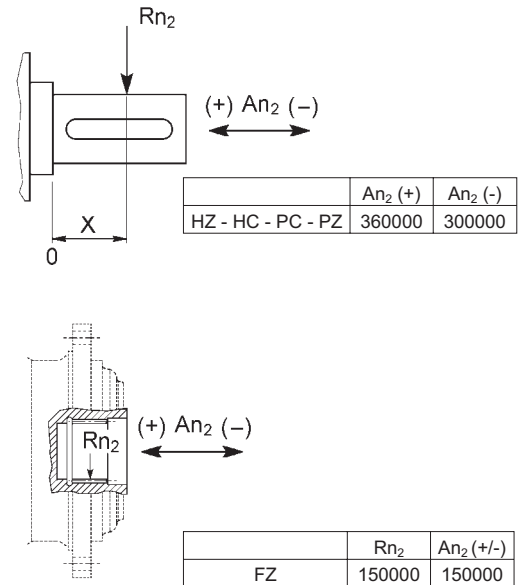 Rn2
(+) An2 (–)
An2 (+) An2 (-)
HZ - HC - PC - PZ 360000 300000
X
0
Rn2
(+) An2 (–)
Rn2 An2 (+/-)
FZ 150000 150000